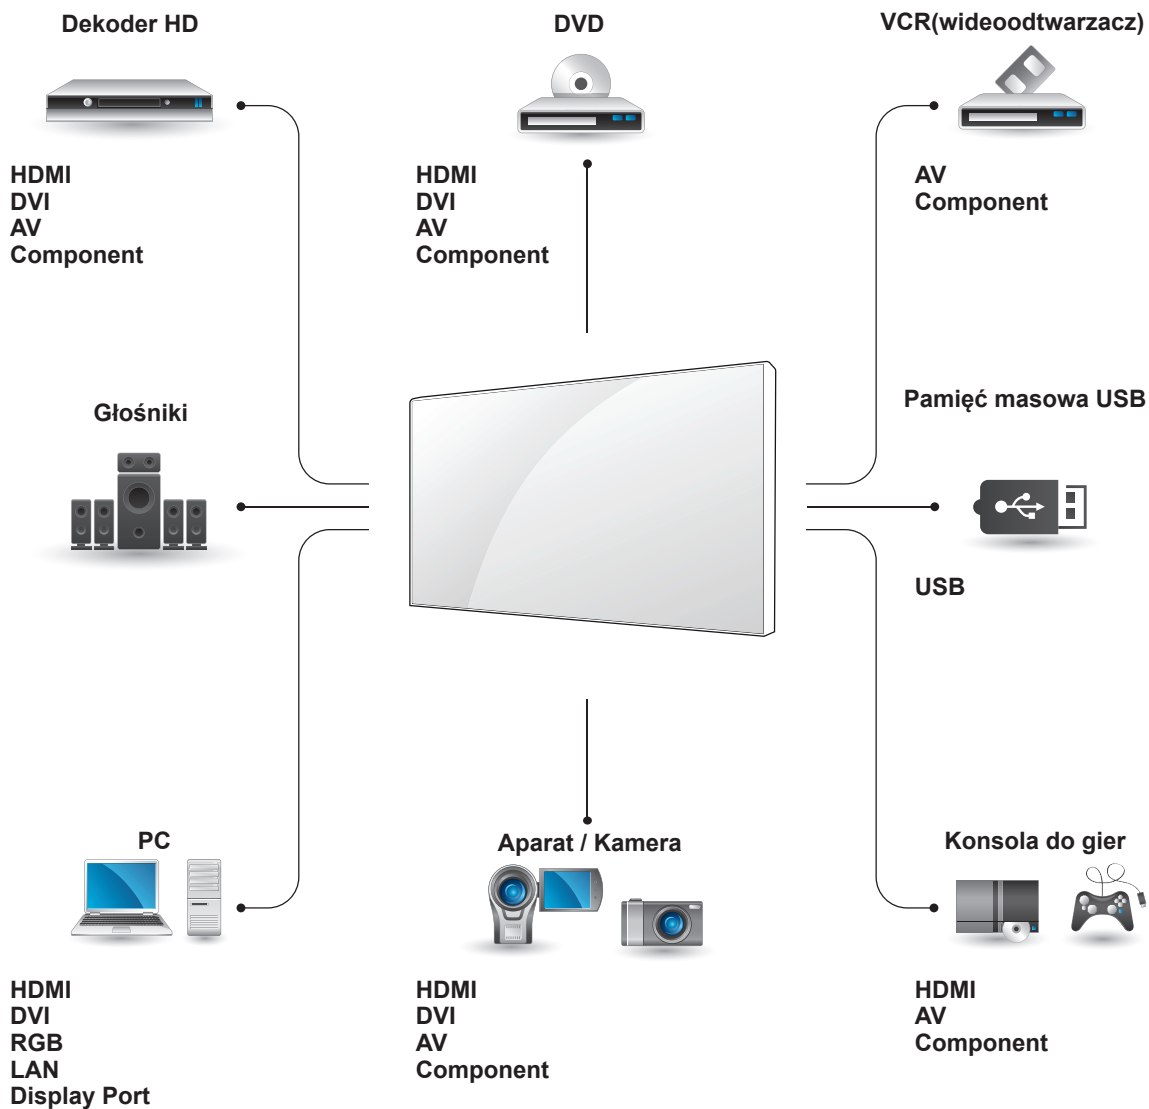 Dekoder HD
HDMI
DVI
AV
Component
DVD
HDMI
DVI
AV
Component
VCR(wideoodtwarzacz)
AV
Component
Głośniki
Pamięć masowa USB
USB
PC
HDMI
DVI
RGB
LAN
Display Port
Aparat / Kamera
HDMI
DVI
AV
Component
Konsola do gier
HDMI
AV
Component